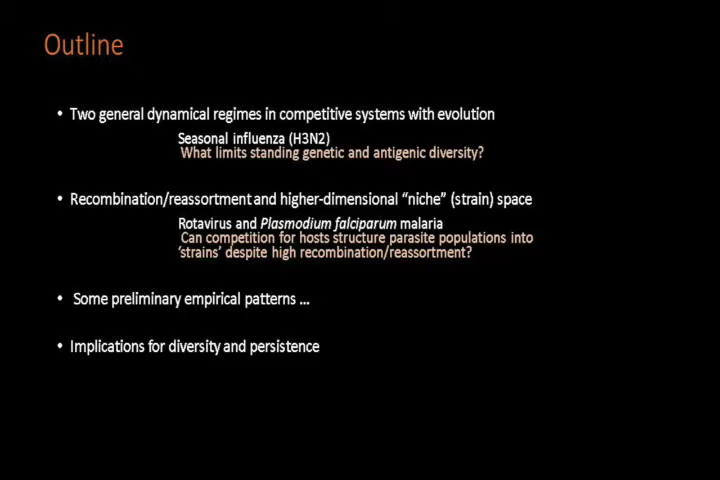 Outline
• Two general dynamical regimes in competitive systems with evolution
Seasonal influenza (H3N2)
What limits standing genetic and antigenic diversity?
• Recombination/reassortment and higher-dimensional “niche” (strain) space
Rotavirus and Plasmodium falciparum malaria
Can competition for hosts structure parasite populations into
‘strains’ despite high recombination/reassortment?
• Some preliminary empirical patterns ...
• Implications for diversity and persistence